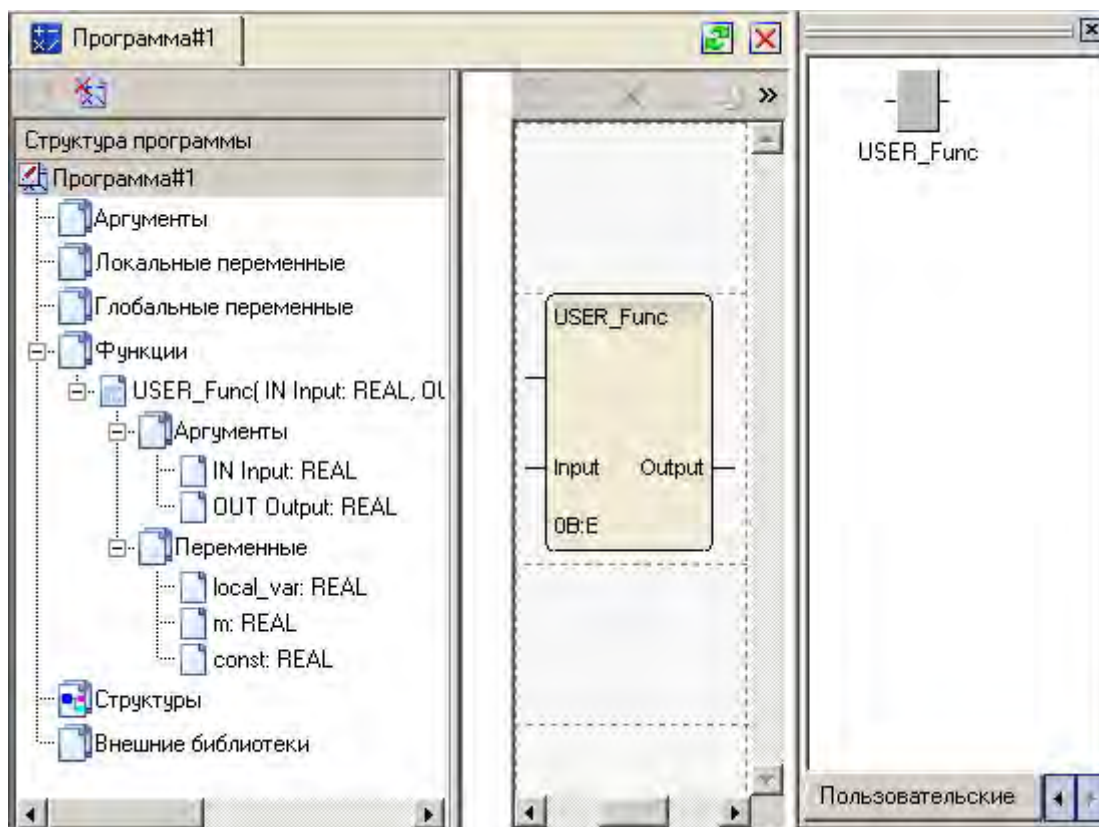 Программа#1
Структура программы
Программа#1
Аргументы
Локальные переменные
Глобальные переменные
Функции
USER_Func( IN Input: REAL, OU
Аргументы
IN Input: REAL
OUT Output: REAL
Переменные
local_var: REAL
m: REAL
const: REAL
Структуры
Внешние библиотеки
USER_Func
Input Output
0B:E
USER_Func
Пользовательские